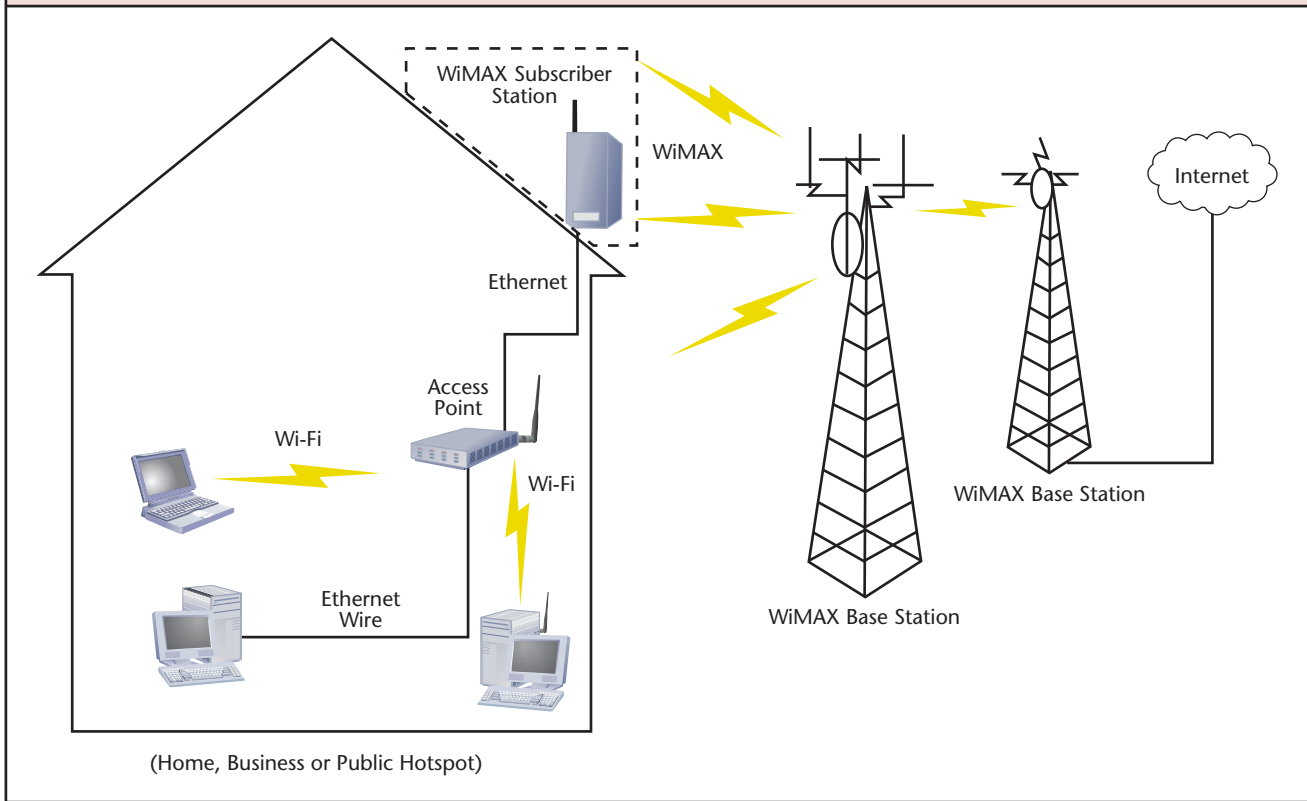 WiMAX Subscriber
Station
WiMAX
Internet
Ethernet
Access
Point
Wi-Fi
Wi-Fi
WiMAX Base Station
Ethernet
Wire
WiMAX Base Station
(Home, Business or Public Hotspot)